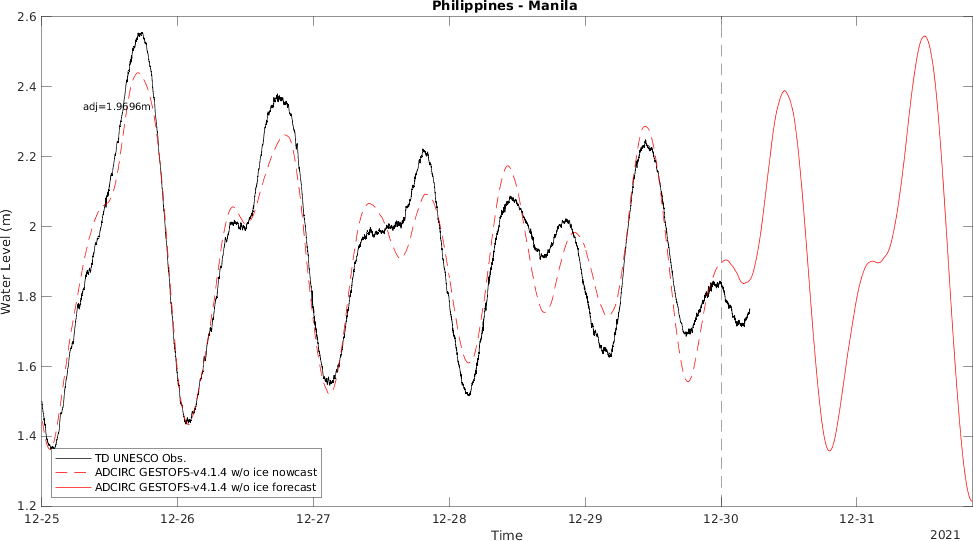 Philippines - Manila
2.6
2.4
adj=1.9696m
2.2
2
1.8
1.6
1.4
1.2
Water Level (m)
TD UNESCO Obs.
ADCIRC GESTOFS-v4.1.4 w/o ice nowcast
ADCIRC GESTOFS-v4.1.4 w/o ice forecast
12-25 12-26 12-27 12-28 12-29 12-30 12-31
Time
2021